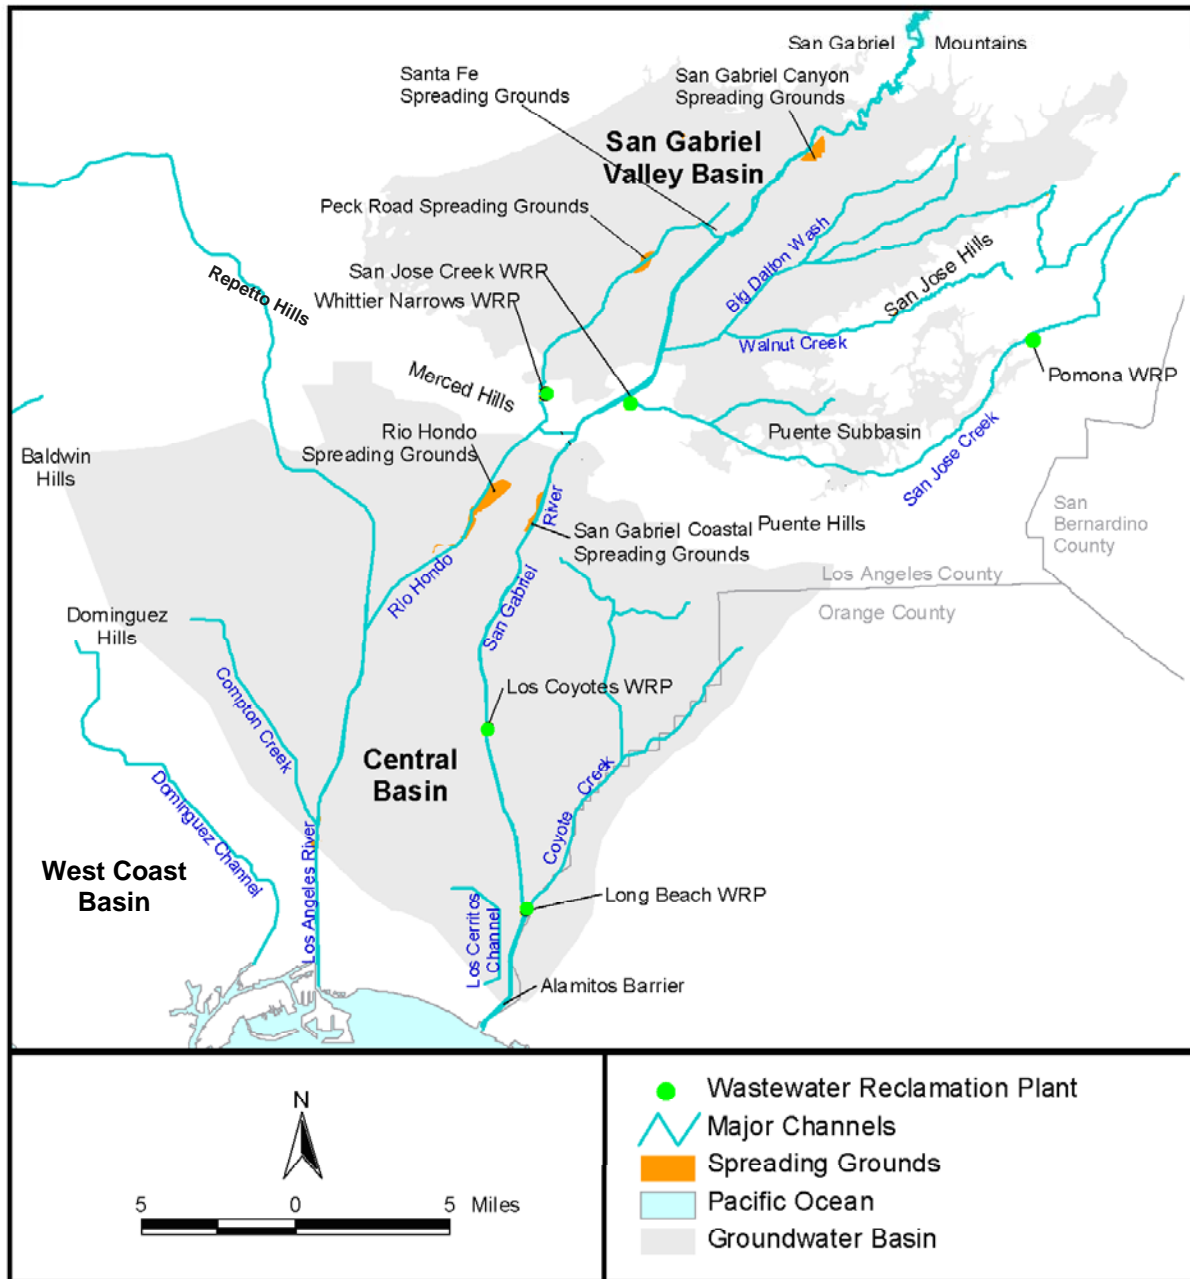 San Gabriel Mountains
Santa Fe
Spreading Grounds
San Gabriel Canyon
Spreading Grounds
San Gabriel
Valley Basin
Peck Road Spreading Grounds
San Jose Creek WRP
Whittier Narrows WRP
Repetto Hills
Big Dalton Wash
San Jose Hills
Walnut Creek
Pomona WRP
Merced Hills
Rio Hondo
Spreading Grounds
Puente Subbasin
San Jose Creek
Baldwin
Hills
San
Bernardino
County
River
San Gabriel Coastal
Spreading Grounds
Puente Hills
Los Angeles County
Orange County
Rio Hondo
San Gabriel
Dominguez
Hills
Los Coyotes WRP
Compton Creek
Central
Basin
Coyote Creek
Dominguez Channel
West Coast
Basin
Los Angeles River
Long Beach WRP
Los Cerritos
Channel
Alamitos Barrier
N
5 0 5 Miles
Wastewater Reclamation Plant
Major Channels
Spreading Grounds
Pacific Ocean
Groundwater Basin